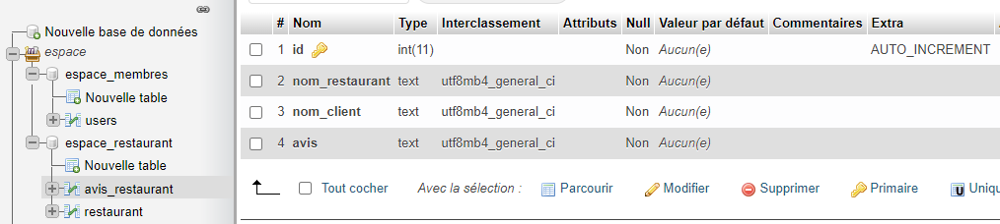 Nouvelle base de données
espace
espace_membres
Nouvelle table
users
espace_restaurant
Nouvelle table
avis_restaurant
restaurant
# Nom Type Interclassement Attributs Null Valeur par défaut Commentaires Extra
1 id int(11) Non Aucun(e) AUTO_INCREMENT
2 nom_restaurant text utf8mb4_general_ci Non Aucun(e)
3 nom_client text utf8mb4_general_ci Non Aucun(e)
4 avis text utf8mb4_general_ci Non Aucun(e)
Tout cocher Avec la sélection : Parcourir Modifier Supprimer Primaire